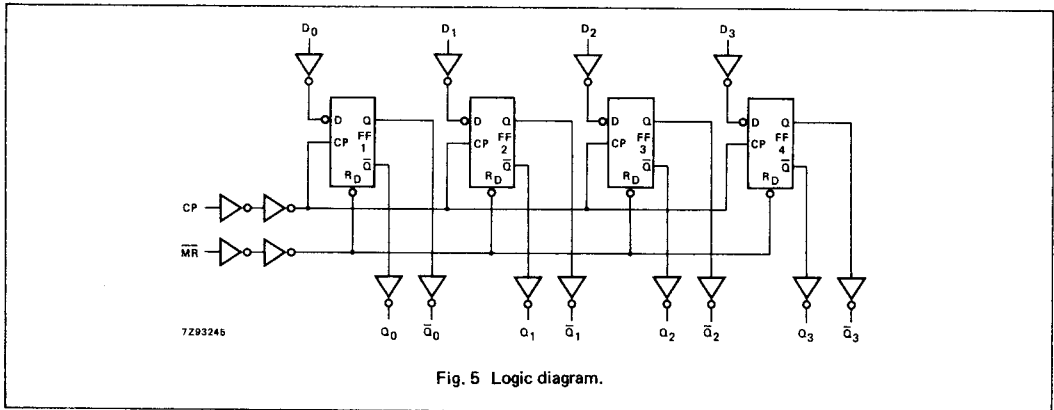 D0 D1 D2 D3
D Q D Q D Q D Q
FF 1 FF 2 FF 3 FF 4
CP Q̅ CP Q̅ CP Q̅ CP Q̅
RD RD RD RD
CP
M̅R̅
Q0 Q̅0 Q1 Q̅1 Q2 Q̅2 Q3 Q̅3
7Z93245
Fig. 5 Logic diagram.